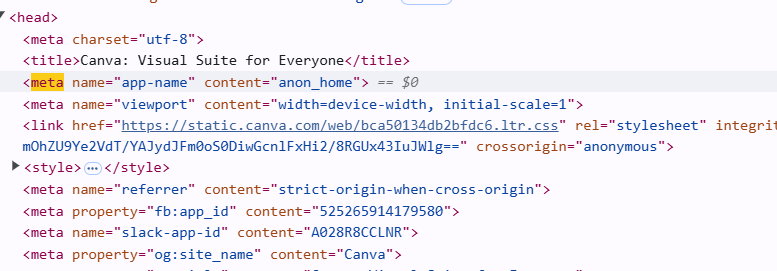 <head>
<meta charset="utf-8">
<title>Canva: Visual Suite for Everyone</title>
<meta name="app-name" content="anon_home"> == $0
<meta name="viewport" content="width=device-width, initial-scale=1">
<link href="https://static.canva.com/web/bca50134db2bfdc6.ltr.css" rel="stylesheet" integrit
mOhZU9Ye2VdT/YAJydJFm0oS0DiwGcnlFxHi2/8RGUx43IuJWlg==" crossorigin="anonymous">
<style>…</style>
<meta name="referrer" content="strict-origin-when-cross-origin">
<meta property="fb:app_id" content="525265914179580">
<meta name="slack-app-id" content="A028R8CCLNR">
<meta property="og:site_name" content="Canva">